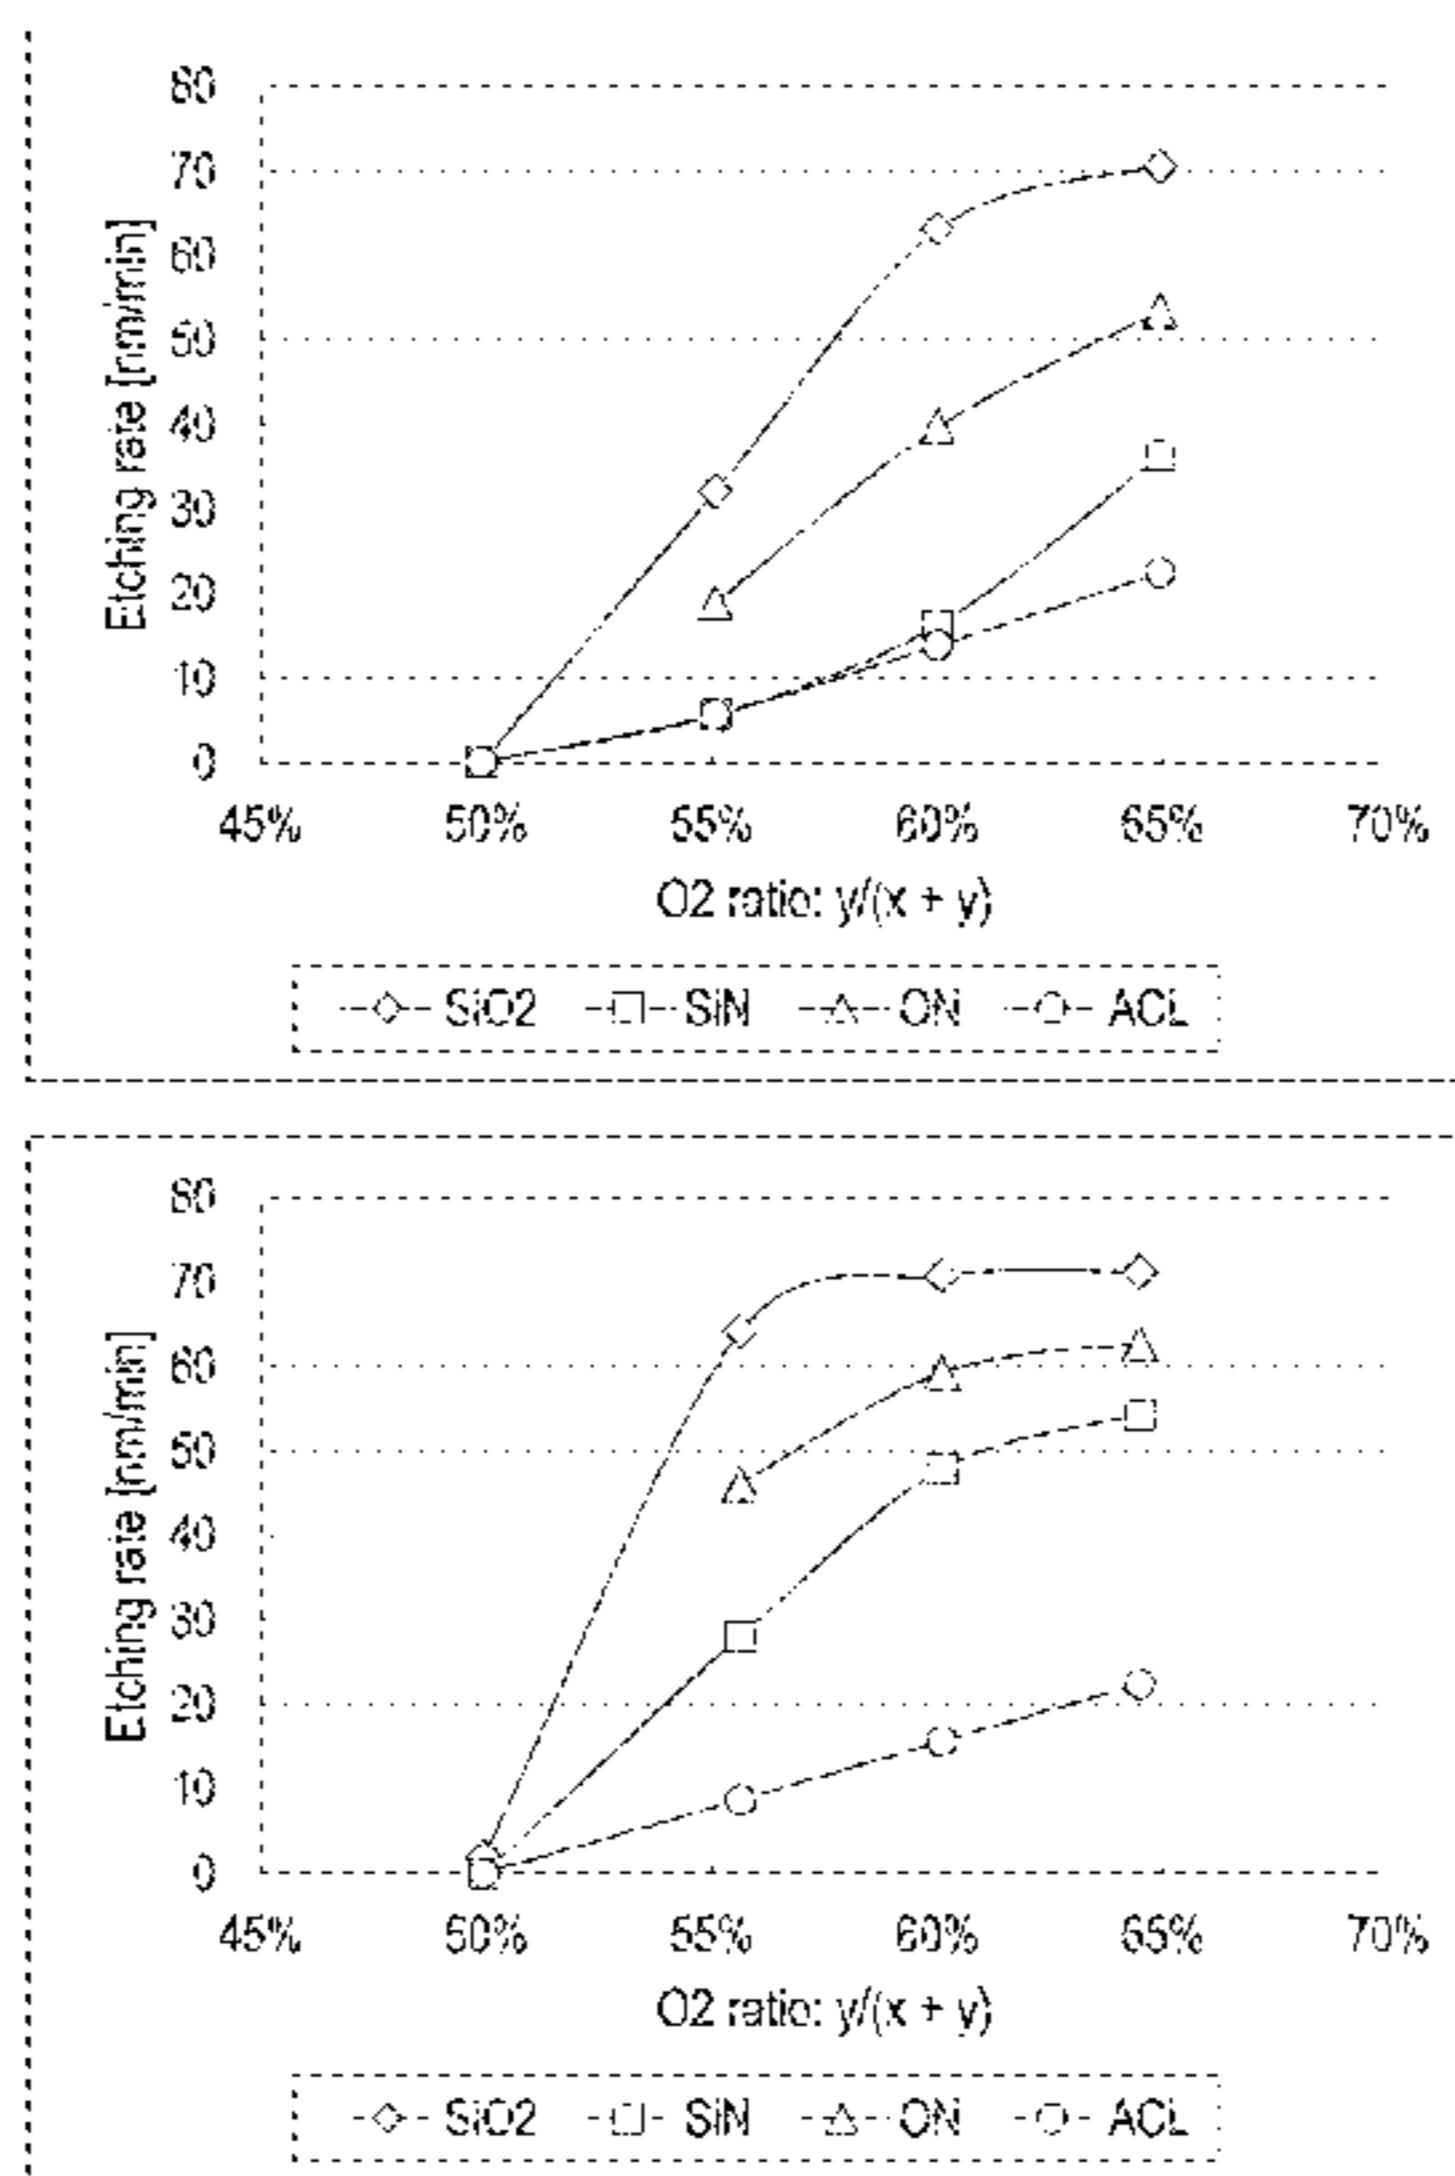 80
70
60
50
40
30
20
10
0
Etching rate [nm/min]
45% 50% 55% 60% 65% 70%
O2 ratio: y/(x + y)
SiO2 SiN ON ACL
80
70
60
50
40
30
20
10
0
Etching rate [nm/min]
45% 50% 55% 60% 65% 70%
O2 ratio: y/(x + y)
SiO2 SiN ON ACL